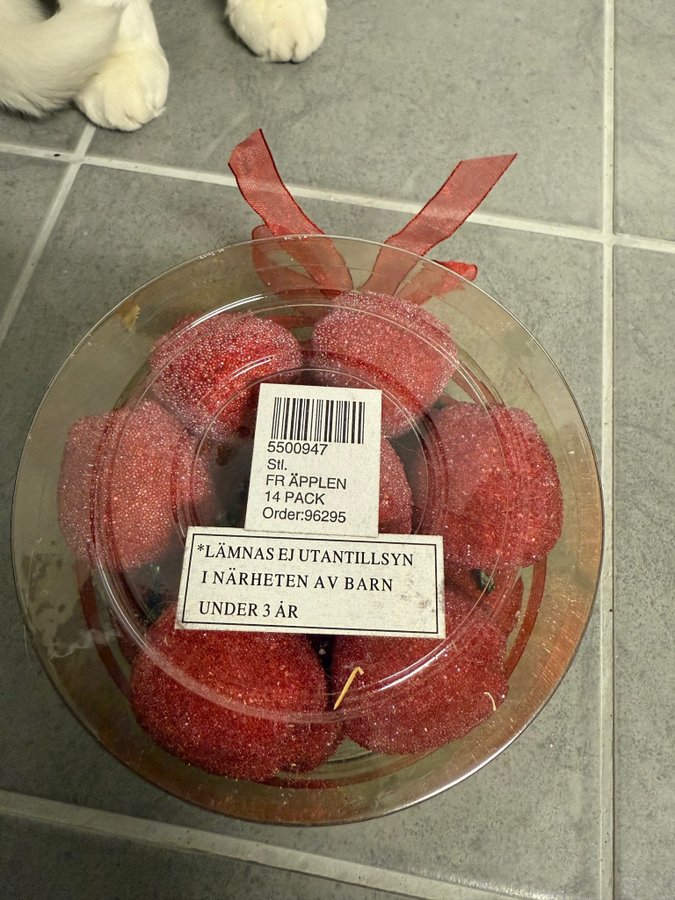 5500947
Stl.
FR ÄPPLEN
14 PACK
Order:96295
*LÄMNAS EJ UTANTILLSYN
I NÄRHETEN AV BARN
UNDER 3 ÅR